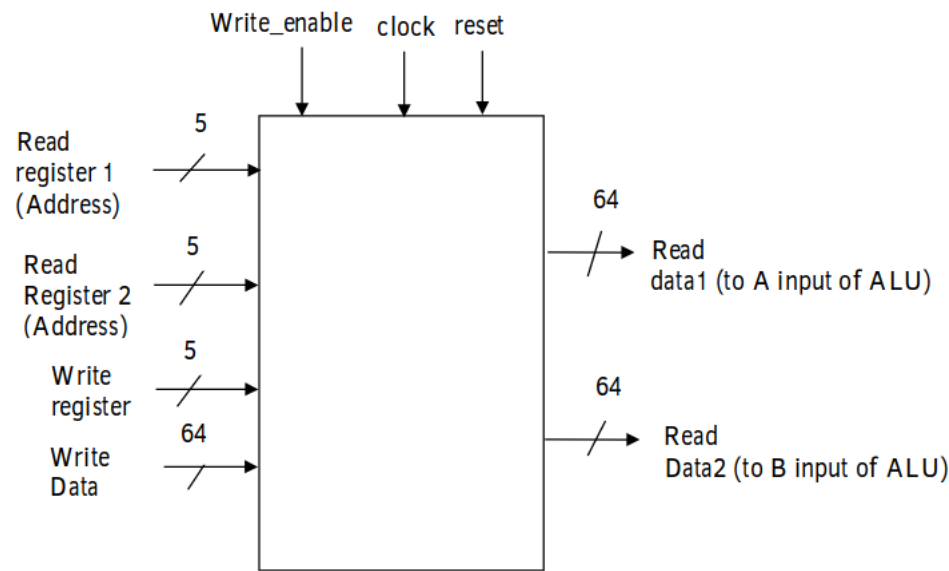 Write_enable clock reset
5
Read
register 1
(Address)
5
Read
Register 2
(Address)
5
Write
register
64
Write
Data
64
Read
data1 (to A input of ALU)
64
Read
Data2 (to B input of ALU)